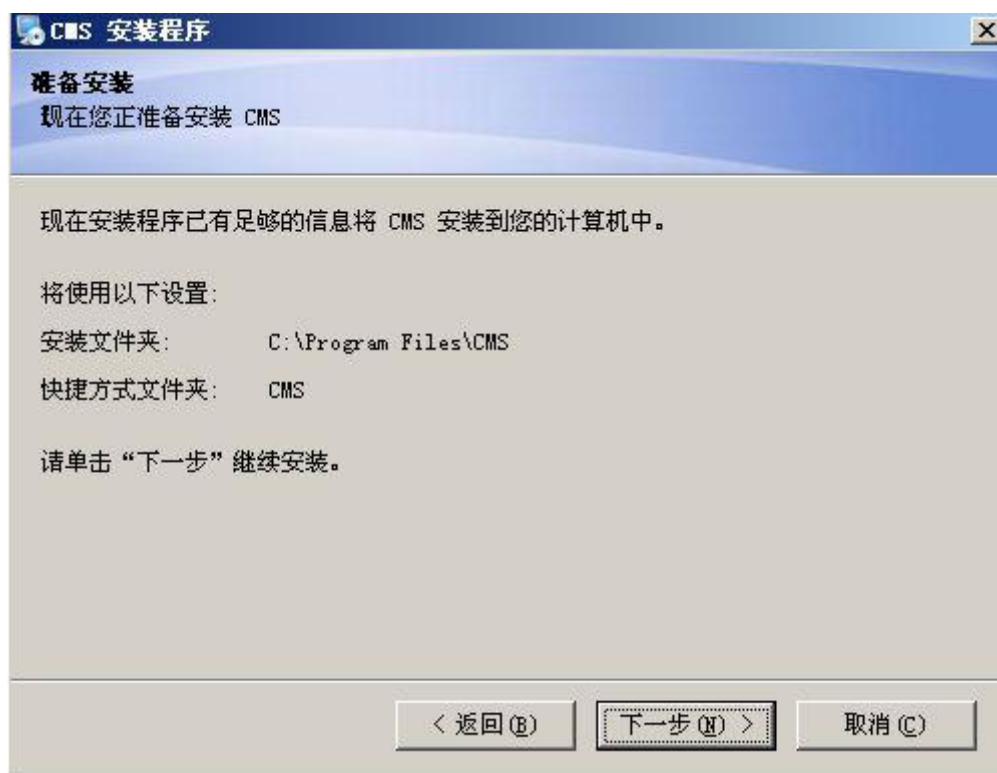 CMS 安装程序
准备安装
现在您正准备安装 CMS
现在安装程序已有足够的信息将 CMS 安装到您的计算机中。
将使用以下设置:
安装文件夹: C:\Program Files\CMS
快捷方式文件夹: CMS
请单击“下一步”继续安装。
< 返回(B)
下一步(N) >
取消(C)